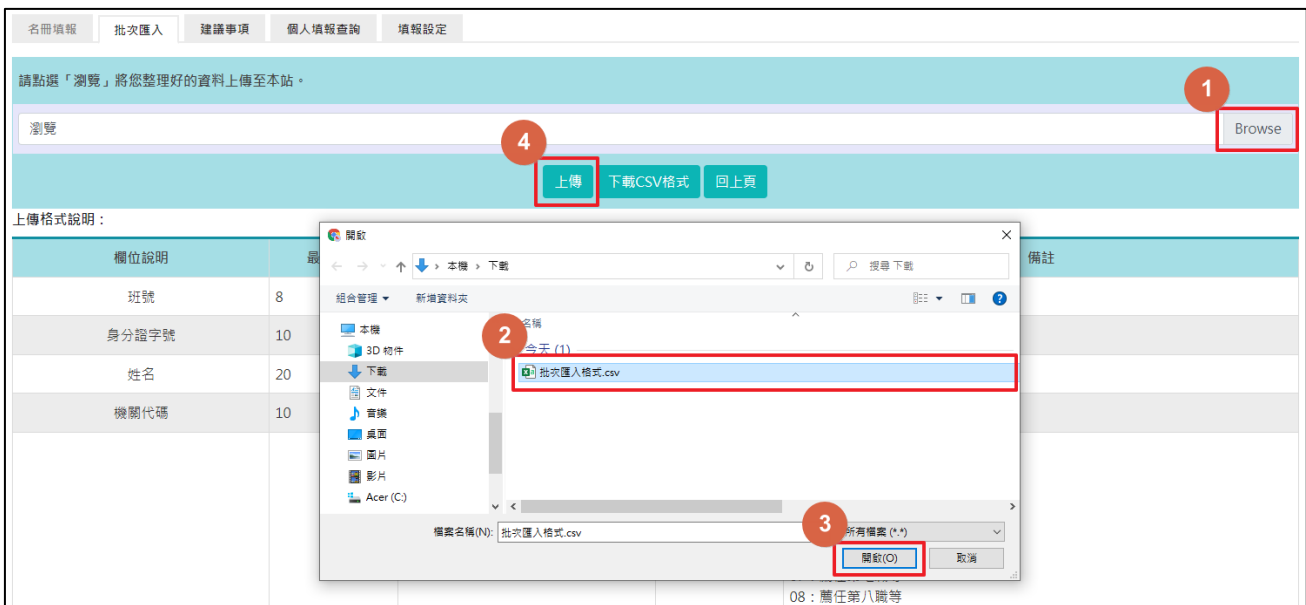 名冊填報 批次匯入 建議事項 個人填報查詢 填報設定
請點選「瀏覽」將您整理好的資料上傳至本站。
1
瀏覽 Browse
4
上傳 下載CSV格式 回上頁
上傳格式說明：
欄位說明 最 備註
班號 8
身分證字號 10
姓名 20
機關代碼 10
開啟
本機 › 下載 搜尋 下載
組合管理 新增資料夾
本機
3D 物件
下載
文件
音樂
桌面
圖片
影片
Acer (C:)
名稱
2
今天 (1)
批次匯入格式.csv
檔案名稱(N): 批次匯入格式.csv 所有檔案 (*.*)
3
開啟(O) 取消
08：薦任第八職等